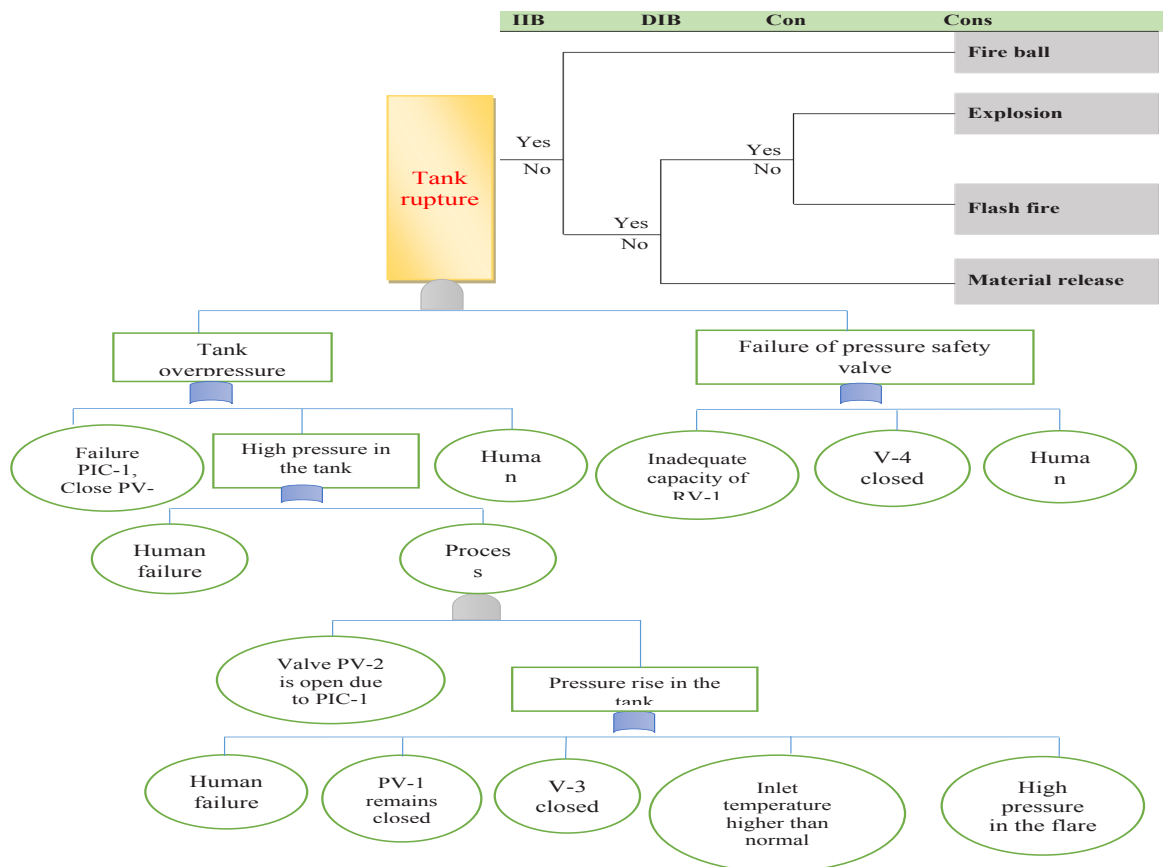 IIB DIB Con Cons
Fire ball
Explosion
Yes
No
Yes
No
Tank
rupture
Flash fire
Yes
No
Material release
Tank
overpressure
Failure of pressure safety
valve
Failure
PIC-1,
Close PV-
High pressure in
the tank
Huma
n
Inadequate
capacity of
RV-1
V-4
closed
Huma
n
Human
failure
Proces
s
Valve PV-2
is open due
to PIC-1
Pressure rise in the
tank
Human
failure
PV-1
remains
closed
V-3
closed
Inlet
temperature
higher than
normal
High
pressure
in the flare